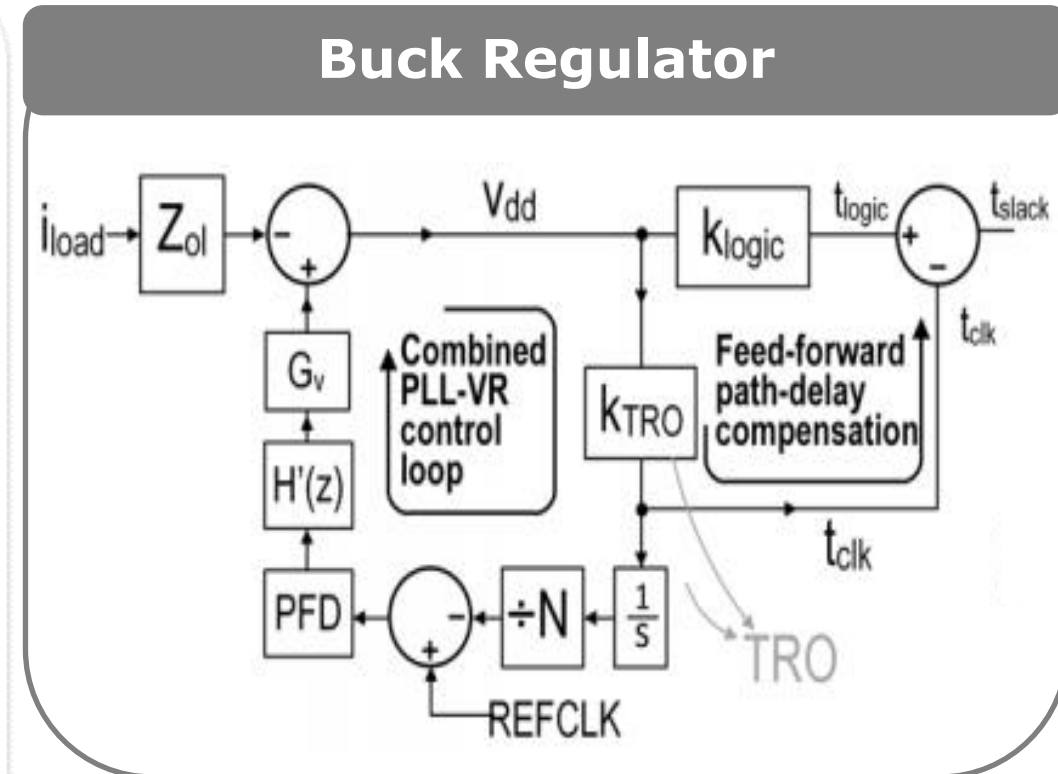 Buck Regulator
iload
Zol
-
+
Vdd
klogic
tlogic
+
-
tslack
tclk
Gv
Combined
PLL-VR
control
loop
kTRO
Feed-forward
path-delay
compensation
H'(z)
tclk
PFD
-
+
÷N
1
s
TRO
REFCLK